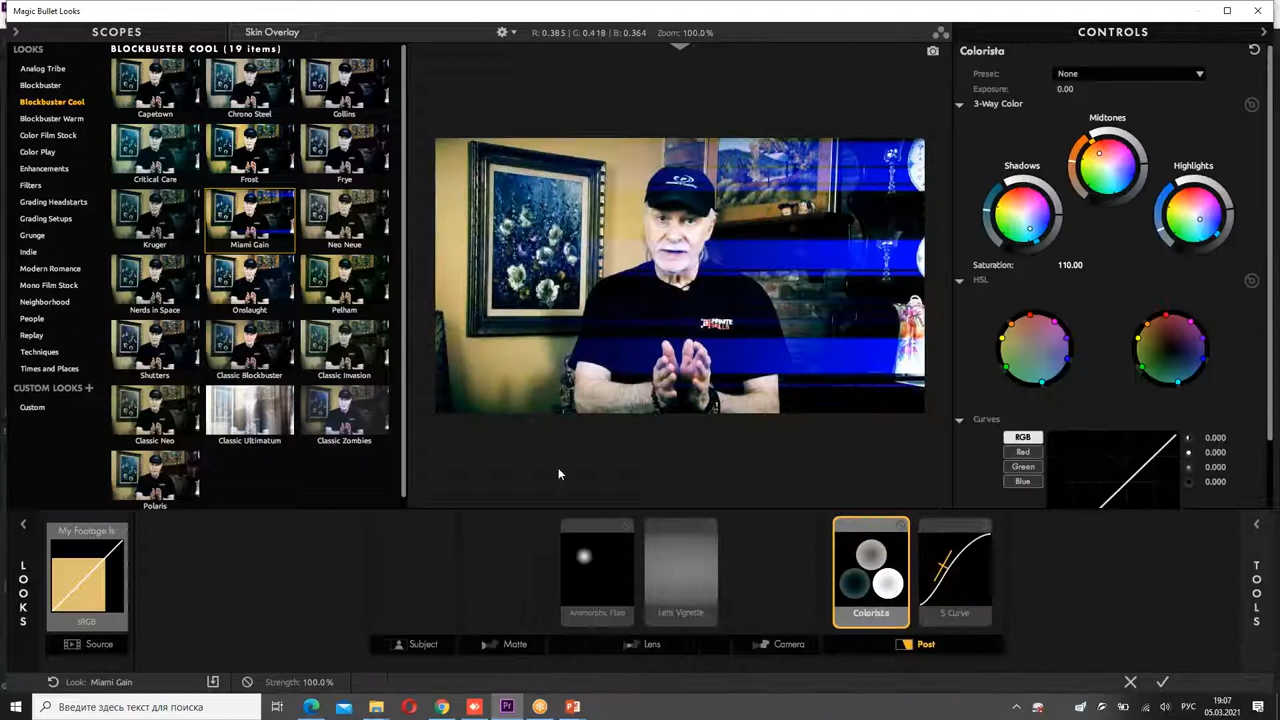 Magic Bullet Looks
SCOPES
Skin Overlay
R: 0.385 | G: 0.418 | B: 0.364
Zoom: 100.0%
CONTROLS
LOOKS
Analog Tribe
Blockbuster
Blockbuster Cool
Blockbuster Warm
Color Film Stock
Color Play
Enhancements
Filters
Grading Headstarts
Grading Setups
Grunge
Indie
Modern Romance
Mono Film Stock
Neighborhood
People
Replay
Techniques
Times and Places
CUSTOM LOOKS
Custom
BLOCKBUSTER COOL (19 items)
Capetown
Chrono Steel
Collins
Critical Care
Frost
Frye
Kruger
Miami Gain
Neo Neue
Nerds in Space
Onslaught
Pelham
Shutters
Classic Blockbuster
Classic Invasion
Classic Neo
Classic Ultimatum
Classic Zombies
Polaris
Colorista
Preset: None
Exposure: 0.00
3-Way Color
Midtones
Shadows
Highlights
Saturation: 110.00
HSL
Curves
RGB
Red
Green
Blue
0.000
0.000
0.000
0.000
LOOKS
My Footage Is
sRGB
Source
Anamorphic Flare
Lens Vignette
Colorista
S Curve
Subject
Matte
Lens
Camera
Post
TOOLS
Look: Miami Gain
Strength: 100.0%
Введите здесь текст для поиска
Pr
РУС
19:07
05.03.2021